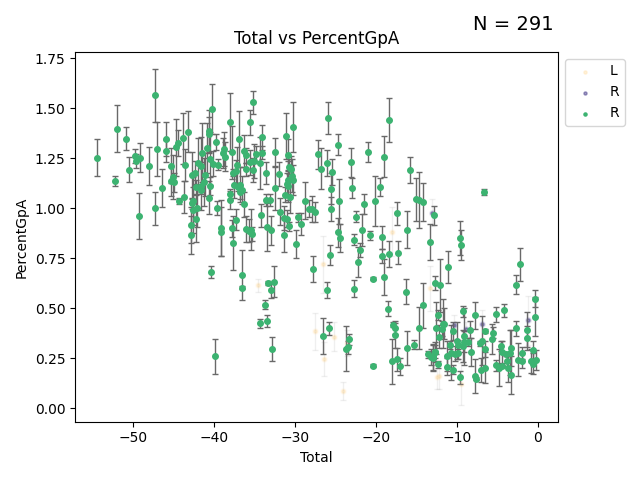 N = 291
Total vs PercentGpA
L
R
R
1.75
1.50
1.25
1.00
0.75
0.50
0.25
0.00
PercentGpA
−50
−40
−30
−20
−10
0
Total